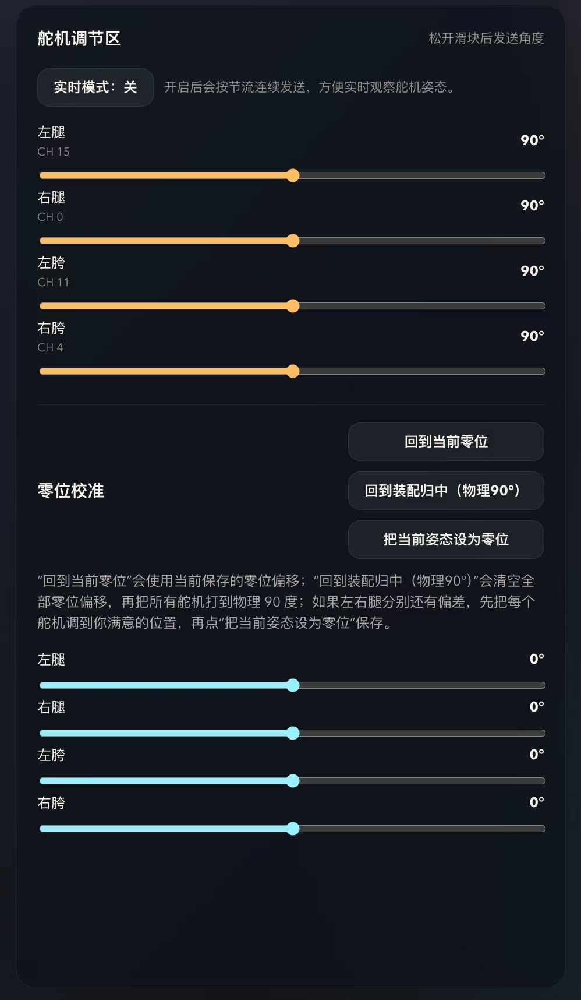 舵机调节区
松开滑块后发送角度
实时模式：关
开启后会按节流连续发送，方便实时观察舵机姿态。
左腿
90°
CH 15
右腿
90°
CH 0
左胯
90°
CH 11
右胯
90°
CH 4
回到当前零位
零位校准
回到装配归中（物理90°）
把当前姿态设为零位
“回到当前零位”会使用当前保存的零位偏移；“回到装配归中（物理90°）”会清空全
部零位偏移，再把所有舵机打到物理 90 度；如果左右腿分别还有偏差，先把每个
舵机调到你满意的位置，再点“把当前姿态设为零位”保存。
左腿
0°
右腿
0°
左胯
0°
右胯
0°